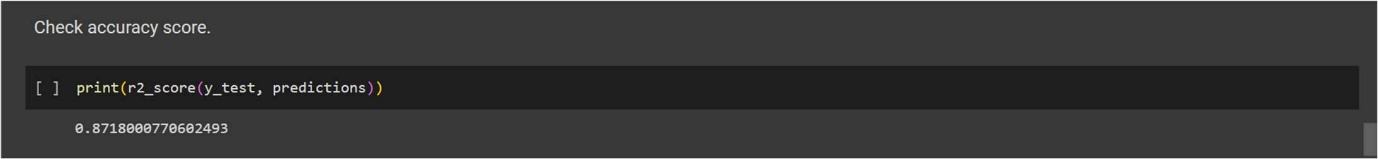 Check accuracy score.
[ ] print(r2_score(y_test, predictions))
0.8718000770602493